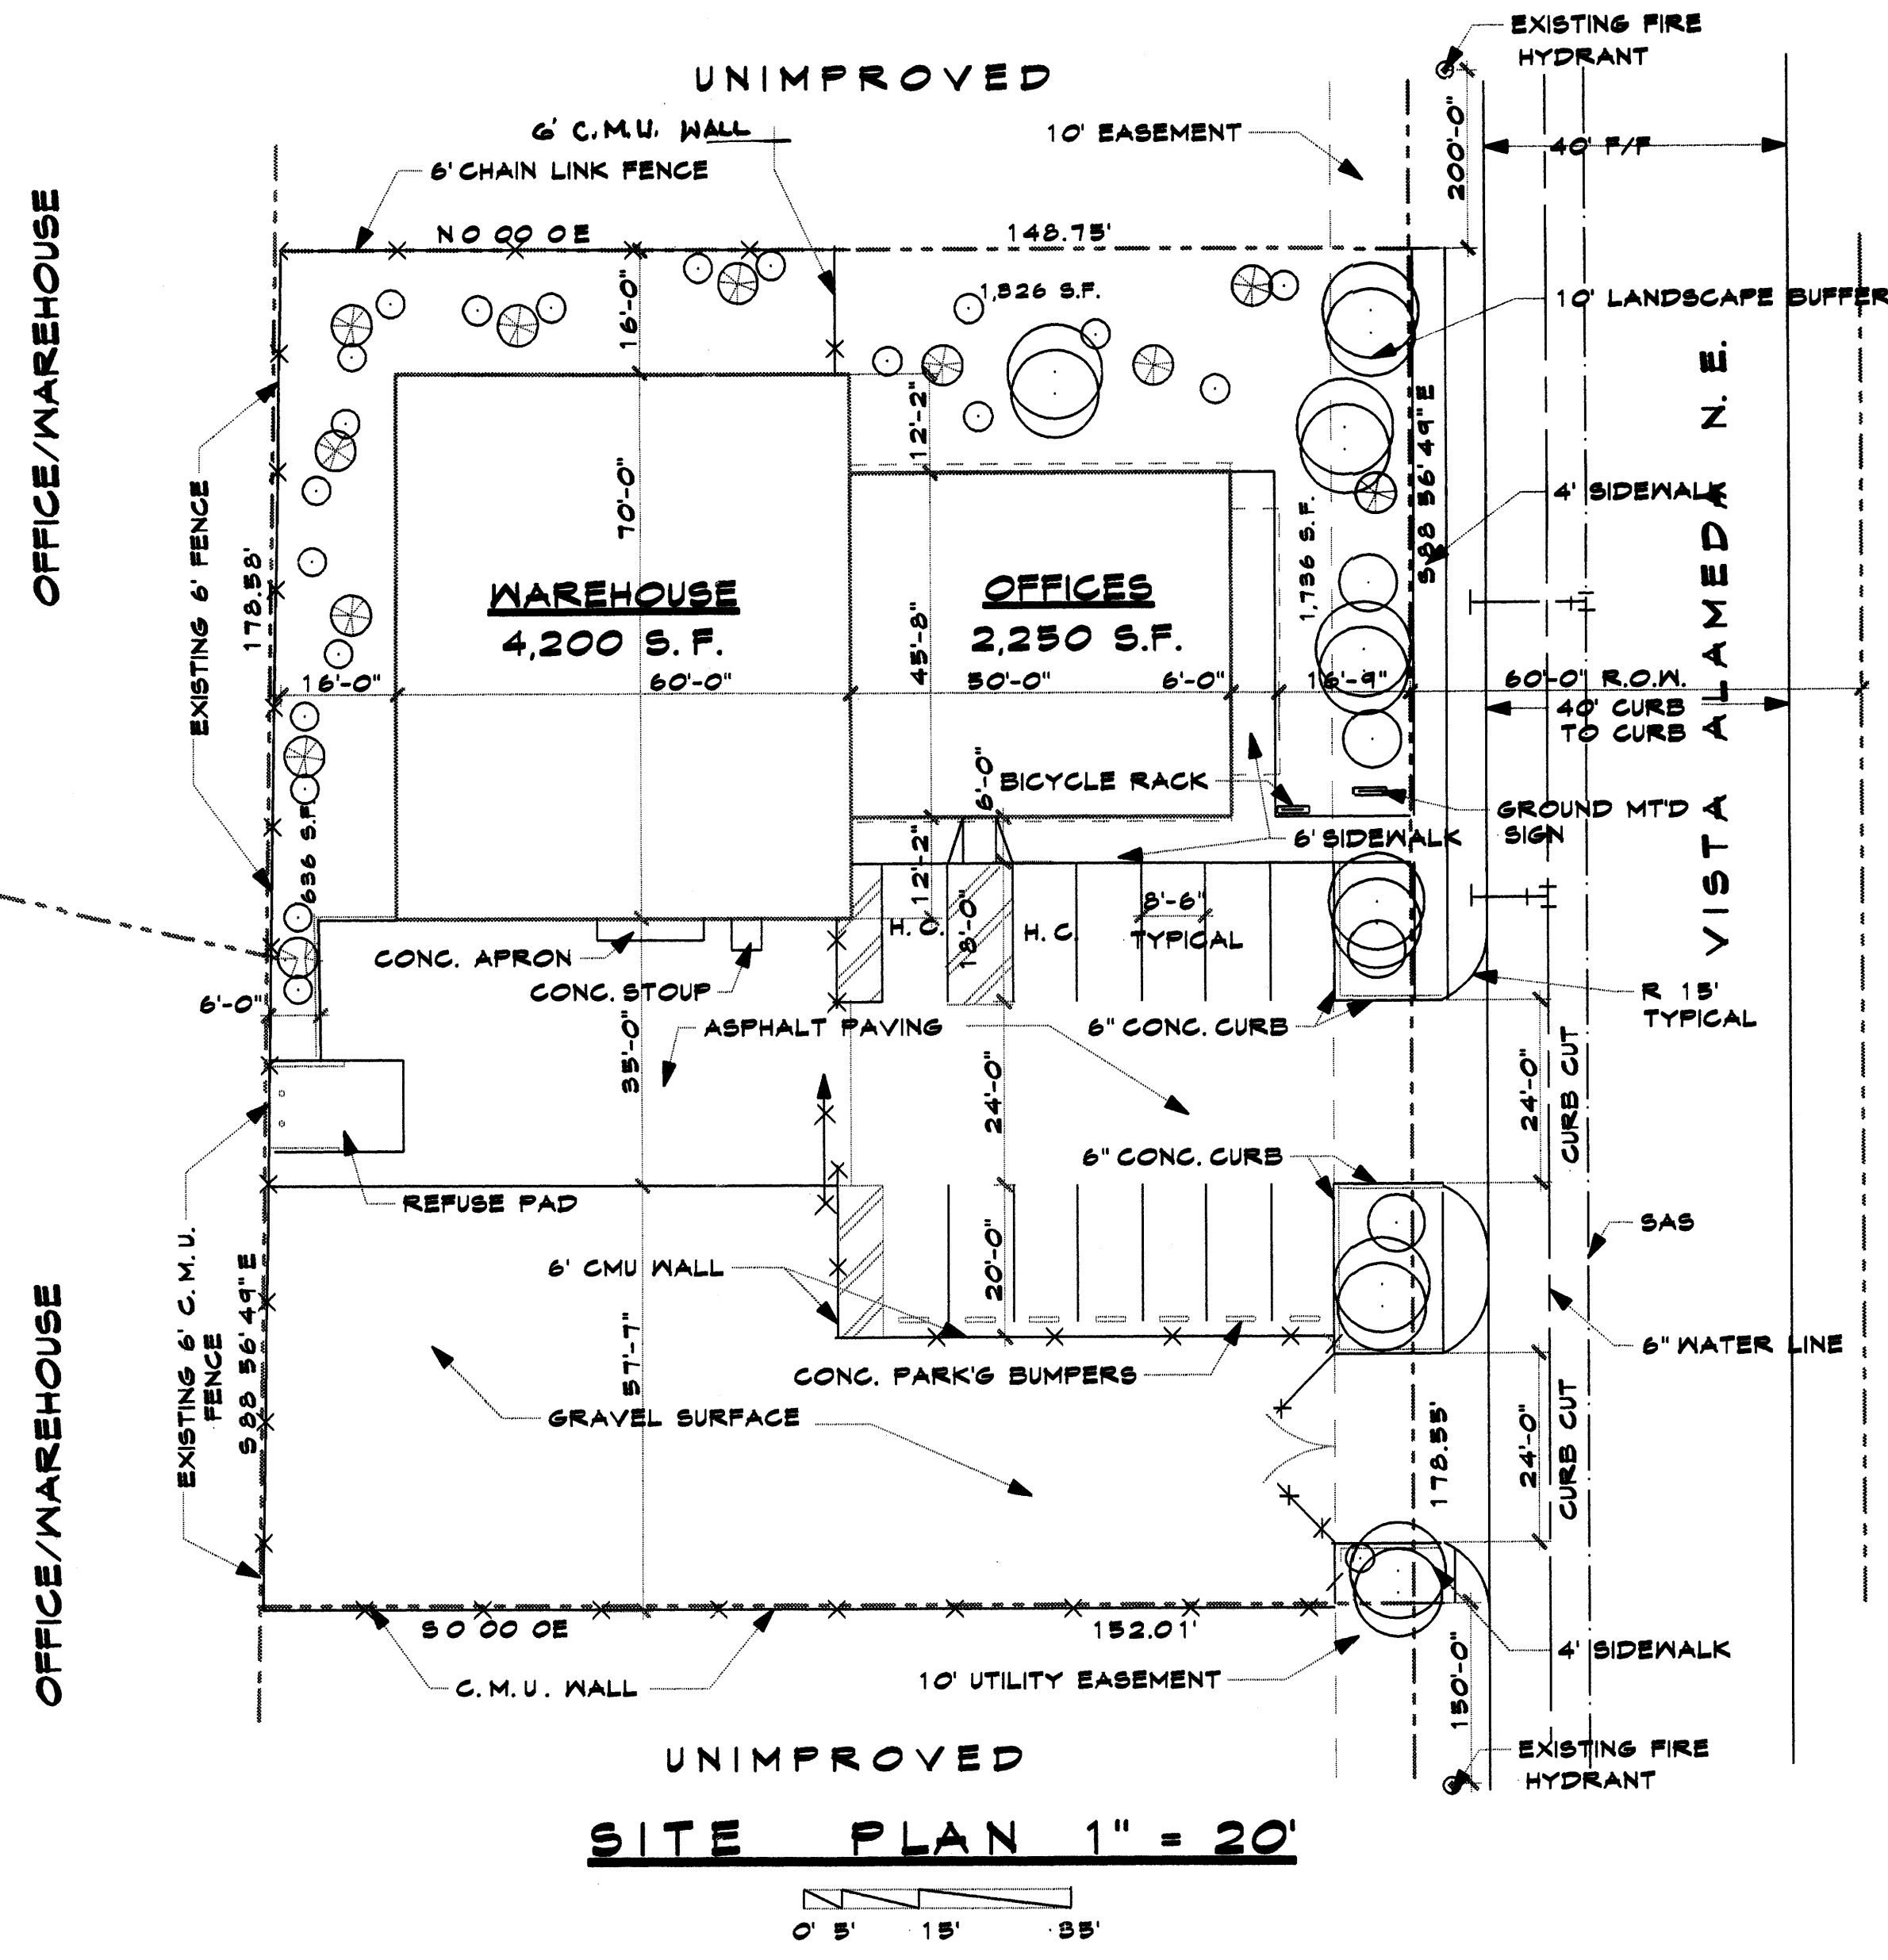 EXISTING FIRE
HYDRANT
UNIMPROVED
6' C.M.U. WALL
10' EASEMENT
200'-0"
40' F/F
6' CHAIN LINK FENCE
OFFICE/WAREHOUSE
N 0 00 0 E
148.75'
16'-0"
1,826 S.F.
10' LANDSCAPE BUFFER
12'-2"
S 88 56' 49" E
VISTA ALAMEDA N.E.
EXISTING 6' FENCE
178.58'
70'-0"
4' SIDEWALK
1,736 S.F.
WAREHOUSE
4,200 S.F.
OFFICES
2,250 S.F.
45'-8"
16'-0"
60'-0"
50'-0"
6'-0"
16'-9"
60'-0" R.O.W.
40' CURB
TO CURB
6'-0"
BICYCLE RACK
GROUND MT'D
SIGN
6' SIDEWALK
636 S.F.
12'-2"
H.C.
18'-0"
H.C.
8'-6"
TYPICAL
CONC. APRON
CONC. STOUP
6'-0"
R 15'
TYPICAL
35'-0"
ASPHALT PAVING
6" CONC. CURB
24'-0"
24'-0"
CURB CUT
6" CONC. CURB
REFUSE PAD
SAS
EXISTING 6' C.M.U.
FENCE
S 88 56' 49" E
6' CMU WALL
20'-0"
OFFICE/WAREHOUSE
57'-7"
6" WATER LINE
CONC. PARK'G BUMPERS
GRAVEL SURFACE
178.55'
24'-0"
CURB CUT
S 0 00 0E
152.01'
4' SIDEWALK
C.M.U. WALL
10' UTILITY EASEMENT
150'-0"
UNIMPROVED
EXISTING FIRE
HYDRANT
SITE PLAN 1" = 20'
0' 5' 15' 35'